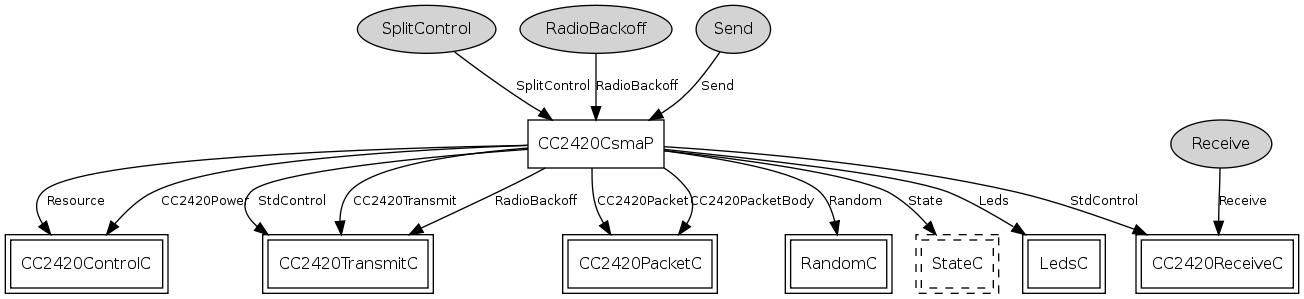 SplitControl
RadioBackoff
Send
SplitControl
RadioBackoff
Send
CC2420CsmaP
Receive
Resource
CC2420Power
StdControl
CC2420Transmit
RadioBackoff
CC2420Packet
CC2420PacketBody
Random
State
Leds
StdControl
Receive
CC2420ControlC
CC2420TransmitC
CC2420PacketC
RandomC
StateC
LedsC
CC2420ReceiveC